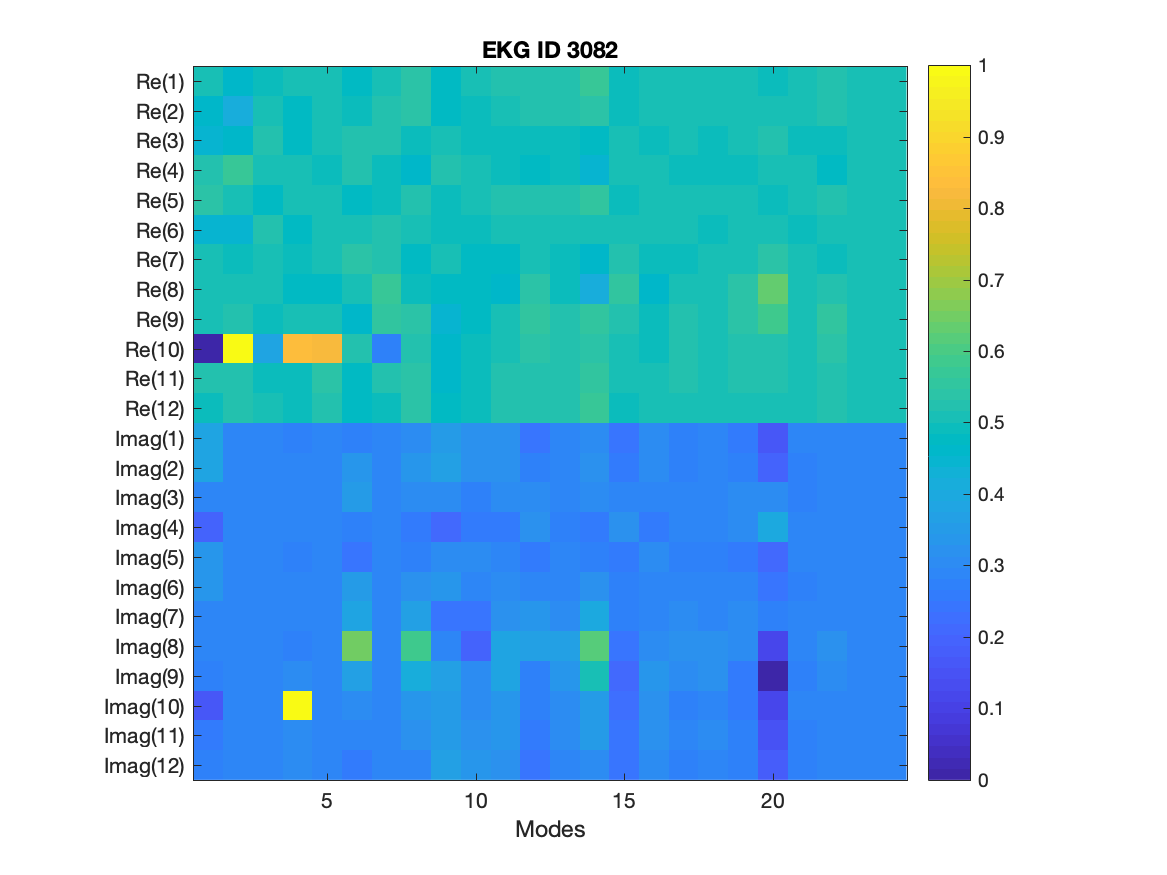 EKG ID 3082
Re(1)
Re(2)
Re(3)
Re(4)
Re(5)
Re(6)
Re(7)
Re(8)
Re(9)
Re(10)
Re(11)
Re(12)
Imag(1)
Imag(2)
Imag(3)
Imag(4)
Imag(5)
Imag(6)
Imag(7)
Imag(8)
Imag(9)
Imag(10)
Imag(11)
Imag(12)
5 10 15 20
Modes
1
0.9
0.8
0.7
0.6
0.5
0.4
0.3
0.2
0.1
0